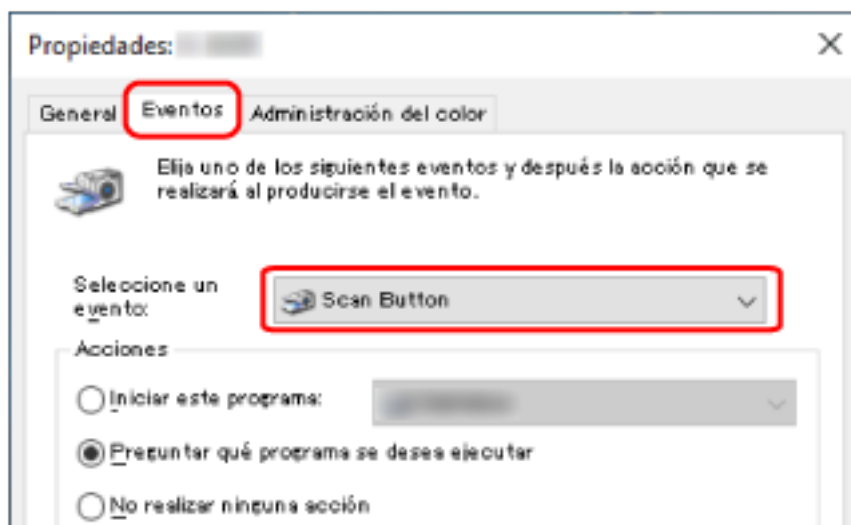 Propiedades:
General Eventos Administración del color
Elija uno de los siguientes eventos y después la acción que se
realizará al producirse el evento.
Seleccione un
evento:
Scan Button
Acciones
Iniciar este programa:
Preguntar qué programa se desea ejecutar
No realizar ninguna acción